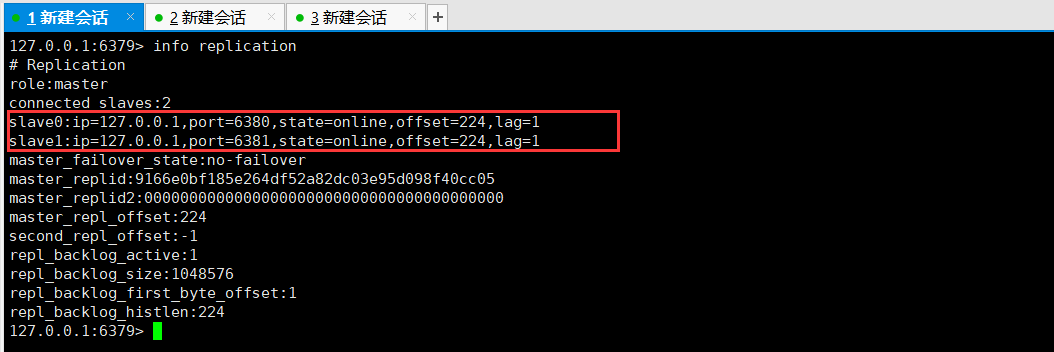 1 新建会话 × 2 新建会话 × 3 新建会话 × +
127.0.0.1:6379> info replication
# Replication
role:master
connected_slaves:2
slave0:ip=127.0.0.1,port=6380,state=online,offset=224,lag=1
slave1:ip=127.0.0.1,port=6381,state=online,offset=224,lag=1
master_failover_state:no-failover
master_replid:9166e0bf185e264df52a82dc03e95d098f40cc05
master_replid2:0000000000000000000000000000000000000000
master_repl_offset:224
second_repl_offset:-1
repl_backlog_active:1
repl_backlog_size:1048576
repl_backlog_first_byte_offset:1
repl_backlog_histlen:224
127.0.0.1:6379>